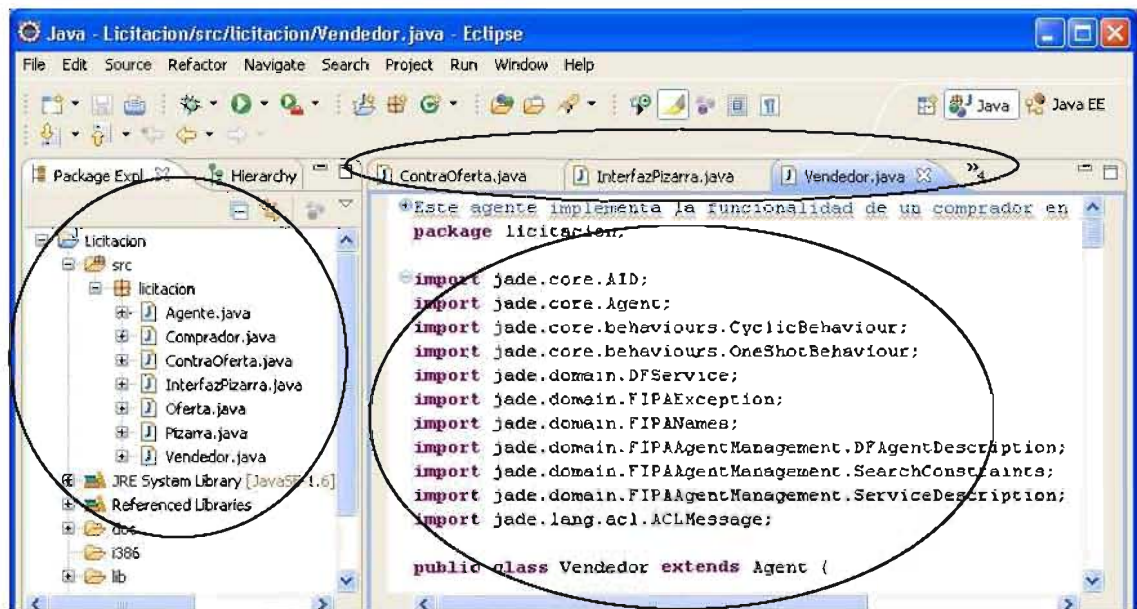 Java - Licitacion/src/licitacion/Vendedor.java - Eclipse
File Edit Source Refactor Navigate Search Project Run Window Help
Java Java EE
Package Expl Hierarchy
ContraOferta.java InterfazPizarra.java Vendedor.java 4
Licitacion
src
licitacion
Agente.java
Comprador.java
ContraOferta.java
InterfazPizarra.java
Oferta.java
Pizarra.java
Vendedor.java
JRE System Library [JavaSE-1.6]
Referenced Libraries
doc
i386
lib
Este agente implementa la funcionalidad de un comprador en
package licitacion;
import jade.core.AID;
import jade.core.Agent;
import jade.core.behaviours.CyclicBehaviour;
import jade.core.behaviours.OneShotBehaviour;
import jade.domain.DFService;
import jade.domain.FIPAException;
import jade.domain.FIPANames;
import jade.domain.FIPAAgentManagement.DFAgentDescription;
import jade.domain.FIPAAgentManagement.SearchConstraints;
import jade.domain.FIPAAgentManagement.ServiceDescription;
import jade.lang.acl.ACLMessage;
public class Vendedor extends Agent {